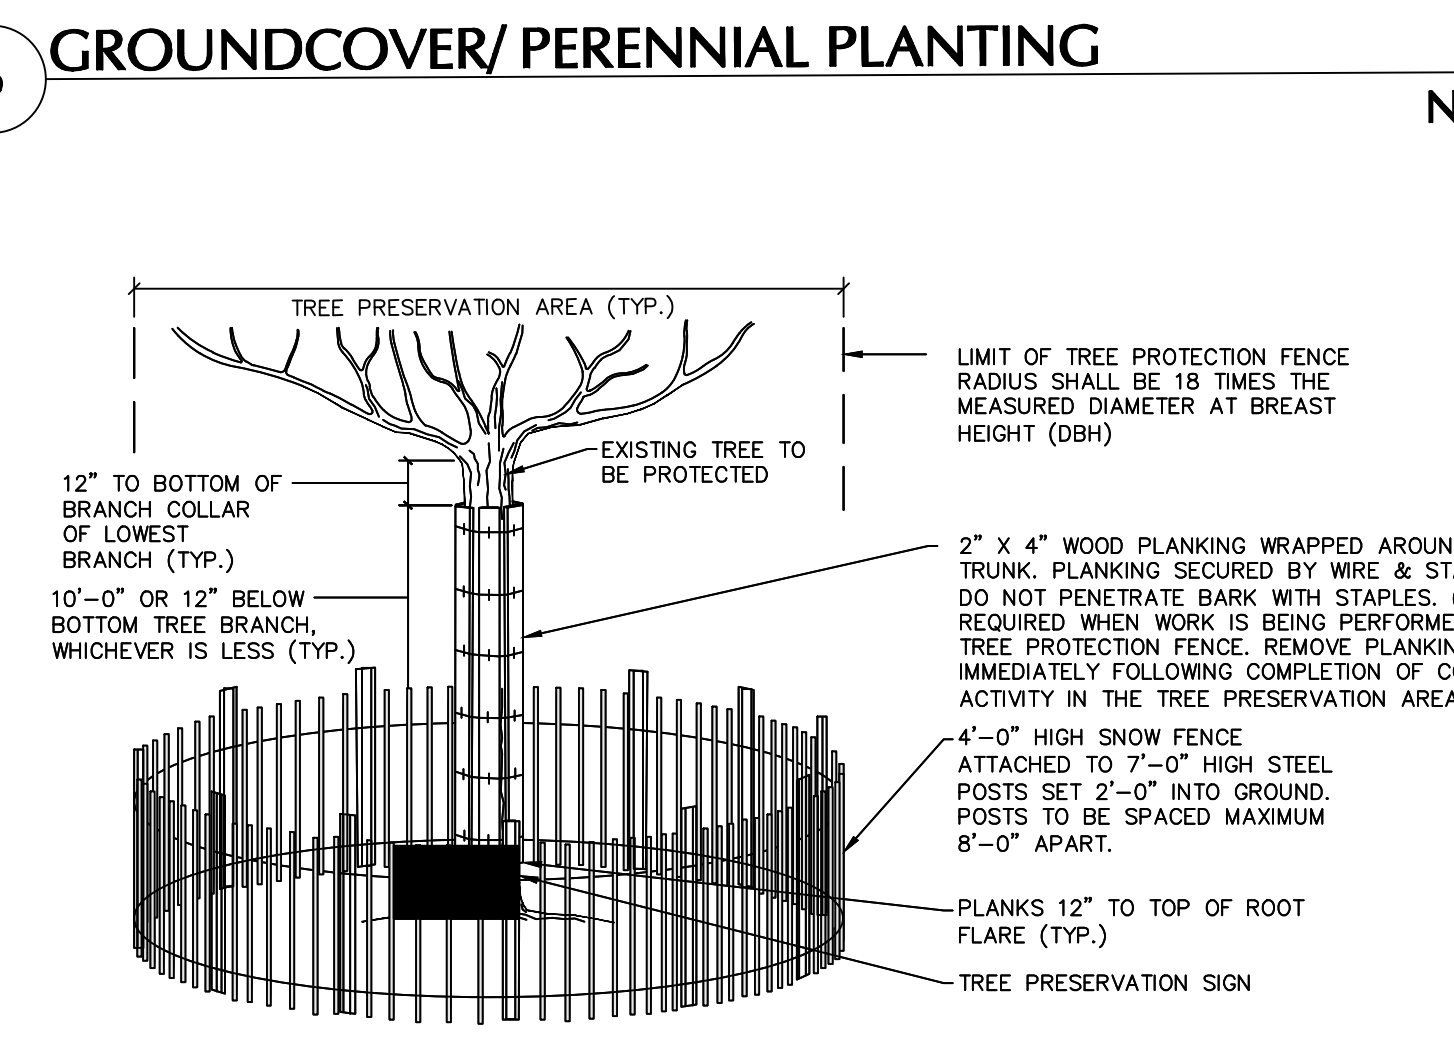 GROUNDCOVER/ PERENNIAL PLANTING
TREE PRESERVATION AREA (TYP.)
LIMIT OF TREE PROTECTION FENCE
RADIUS SHALL BE 18 TIMES THE
MEASURED DIAMETER AT BREAST
HEIGHT (DBH)
EXISTING TREE TO
BE PROTECTED
12” TO BOTTOM OF
BRANCH COLLAR
OF LOWEST
BRANCH (TYP.)
10'-0” OR 12” BELOW
BOTTOM TREE BRANCH,
WHICHEVER IS LESS (TYP.)
2” X 4” WOOD PLANKING WRAPPED
TRUNK. PLANKING SECURED BY WIRE &
DO NOT PENETRATE BARK WITH STAPLES.
REQUIRED WHEN WORK IS BEING
TREE PROTECTION FENCE. REMOVE
IMMEDIATELY FOLLOWING COMPLETION OF
ACTIVITY IN THE TREE PRESERVATION AREA
4'-0” HIGH SNOW FENCE
ATTACHED TO 7'-0” HIGH STEEL
POSTS SET 2'-0” INTO GROUND.
POSTS TO BE SPACED MAXIMUM
8'-0” APART.
PLANKS 12” TO TOP OF ROOT
FLARE (TYP.)
TREE PRESERVATION SIGN